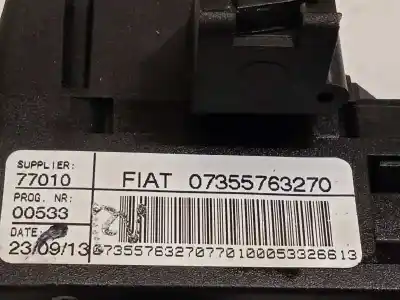 SUPPLIER:
77010
FIAT 07355763270
PROG. NR:
00533
DATE:
23/09/13
07355763270770100053326613